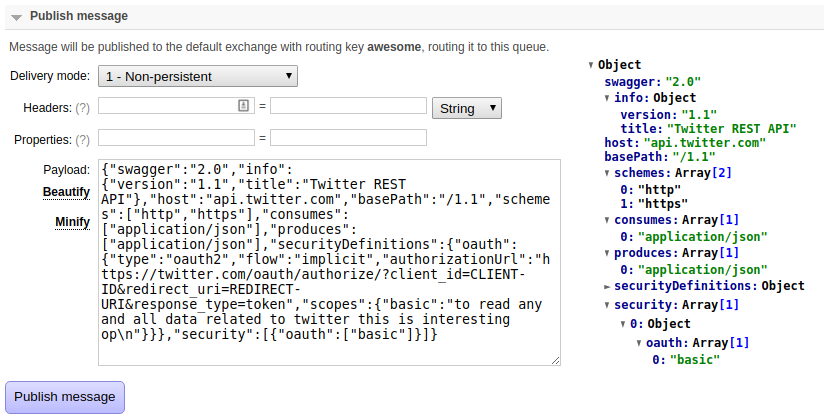 Publish message
Message will be published to the default exchange with routing key awesome, routing it to this queue.
Delivery mode: 1 - Non-persistent
Headers: (?) = String
Properties: (?) =
Payload:
Beautify
Minify
{"swagger":"2.0","info":
{"version":"1.1","title":"Twitter REST
API"},"host":"api.twitter.com","basePath":"/1.1","scheme
s":["http","https"],"consumes":
["application/json"],"produces":
["application/json"],"securityDefinitions":{"oauth":
{"type":"oauth2","flow":"implicit","authorizationUrl":"h
ttps://twitter.com/oauth/authorize/?client_id=CLIENT-
ID&redirect_uri=REDIRECT-
URI&response_type=token","scopes":{"basic":"to read any
and all data related to twitter this is interesting
op\n"}}},"security":[{"oauth":["basic"]}]}
Publish message
Object
swagger: "2.0"
info: Object
version: "1.1"
title: "Twitter REST API"
host: "api.twitter.com"
basePath: "/1.1"
schemes: Array[2]
0: "http"
1: "https"
consumes: Array[1]
0: "application/json"
produces: Array[1]
0: "application/json"
securityDefinitions: Object
security: Array[1]
0: Object
oauth: Array[1]
0: "basic"